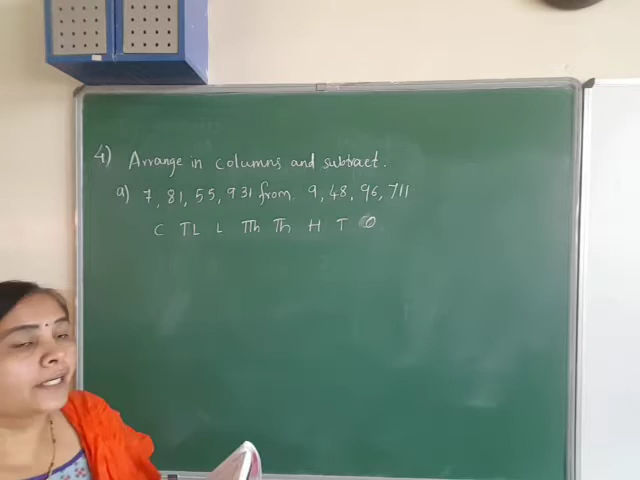 4) Arrange in columns and subtract.
a) 7, 81, 55, 931 from 9, 48, 96, 711
C TL L TTh Th H T O